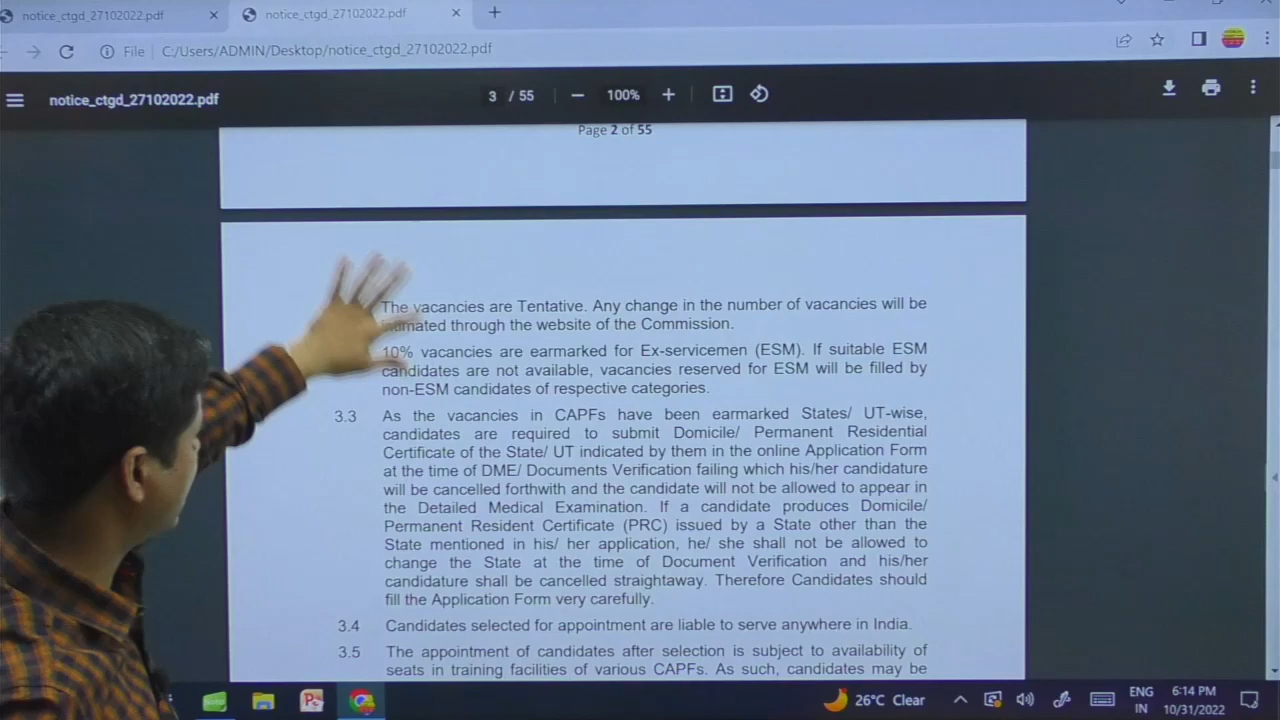 notice_ctgd_27102022.pdf
notice_ctgd_27102022.pdf
File C:/Users/ADMIN/Desktop/notice_ctgd_27102022.pdf
notice_ctgd_27102022.pdf
3 / 55
100%
Page 2 of 55
The vacancies are Tentative. Any change in the number of vacancies will be
intimated through the website of the Commission.
10% vacancies are earmarked for Ex-servicemen (ESM). If suitable ESM
candidates are not available, vacancies reserved for ESM will be filled by
non-ESM candidates of respective categories.
3.3 As the vacancies in CAPFs have been earmarked States/ UT-wise,
candidates are required to submit Domicile/ Permanent Residential
Certificate of the State/ UT indicated by them in the online Application Form
at the time of DME/ Documents Verification failing which his/her candidature
will be cancelled forthwith and the candidate will not be allowed to appear in
the Detailed Medical Examination. If a candidate produces Domicile/
Permanent Resident Certificate (PRC) issued by a State other than the
State mentioned in his/ her application, he/ she shall not be allowed to
change the State at the time of Document Verification and his/her
candidature shall be cancelled straightaway. Therefore Candidates should
fill the Application Form very carefully.
3.4 Candidates selected for appointment are liable to serve anywhere in India.
3.5 The appointment of candidates after selection is subject to availability of
seats in training facilities of various CAPFs. As such, candidates may be
26°C Clear
ENG
IN
6:14 PM
10/31/2022